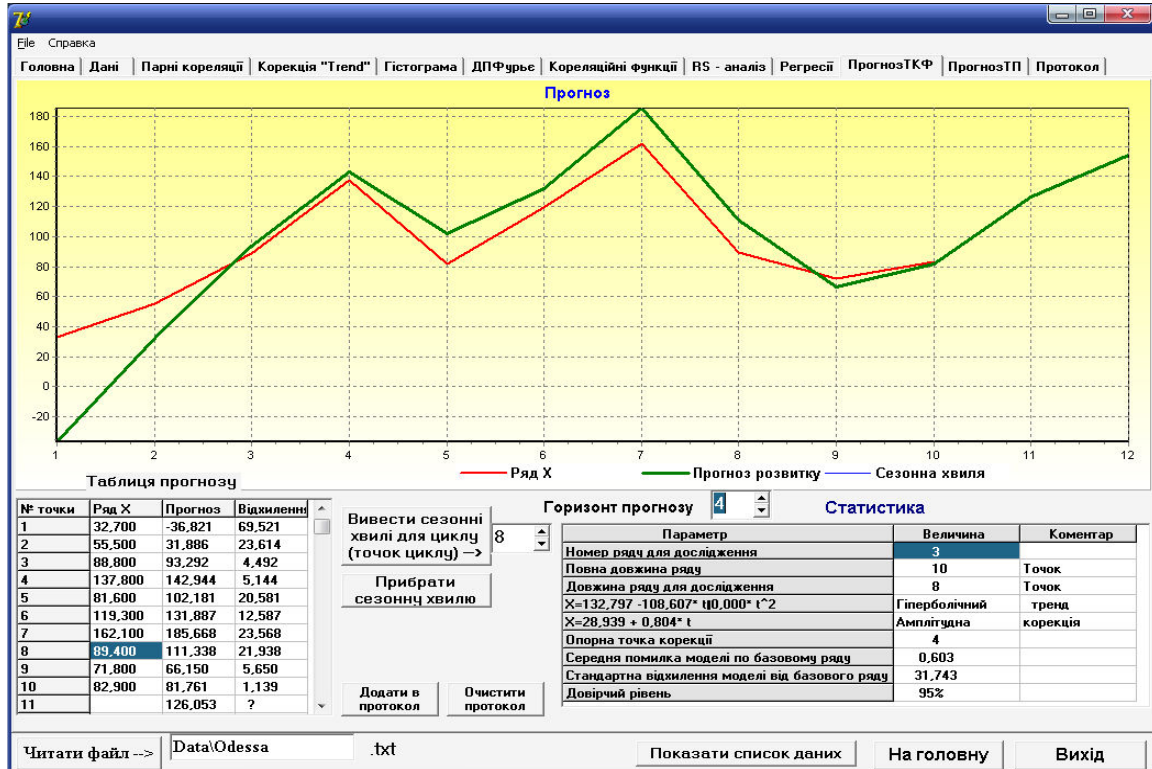 File Справка
Головна Дані Парні кореляції Корекція "Trend" Гістограма ДПФурье Кореляційні функції RS - аналіз Регресії ПрогнозТКФ ПрогнозТП Протокол
Прогноз
180
160
140
120
100
80
60
40
20
0
-20
1 2 3 4 5 6 7 8 9 10 11 12
Ряд X Прогноз розвитку Сезонна хвиля
Таблиця прогнозу
№ точки Ряд X Прогноз Відхилення
1 32,700 -36,821 69,521
2 55,500 31,886 23,614
3 88,800 93,292 4,492
4 137,800 142,944 5,144
5 81,600 102,181 20,581
6 119,300 131,887 12,587
7 162,100 185,668 23,568
8 89,400 111,338 21,938
9 71,800 66,150 5,650
10 82,900 81,761 1,139
11 126,053 ?
Вивести сезонні
хвилі для циклу
(точок циклу) –>
8
Прибрати
сезонну хвилю
Додати в
протокол
Очистити
протокол
Горизонт прогнозу 4 Статистика
Параметр Величина Коментар
Номер ряду для дослідження 3
Повна довжина ряду 10 Точок
Довжина ряду для дослідження 8 Точок
X=132,797 -108,607* t|0,000* t^2 Гіперболічний тренд
X=28,939 + 0,804* t Амплітудна корекція
Опорна точка корекції 4
Середня помилка моделі по базовому ряду 0,603
Стандартна відхилення моделі від базового ряду 31,743
Довірчий рівень 95%
Читати файл --> Data\Odessa .txt Показати список даних На головну Вихід